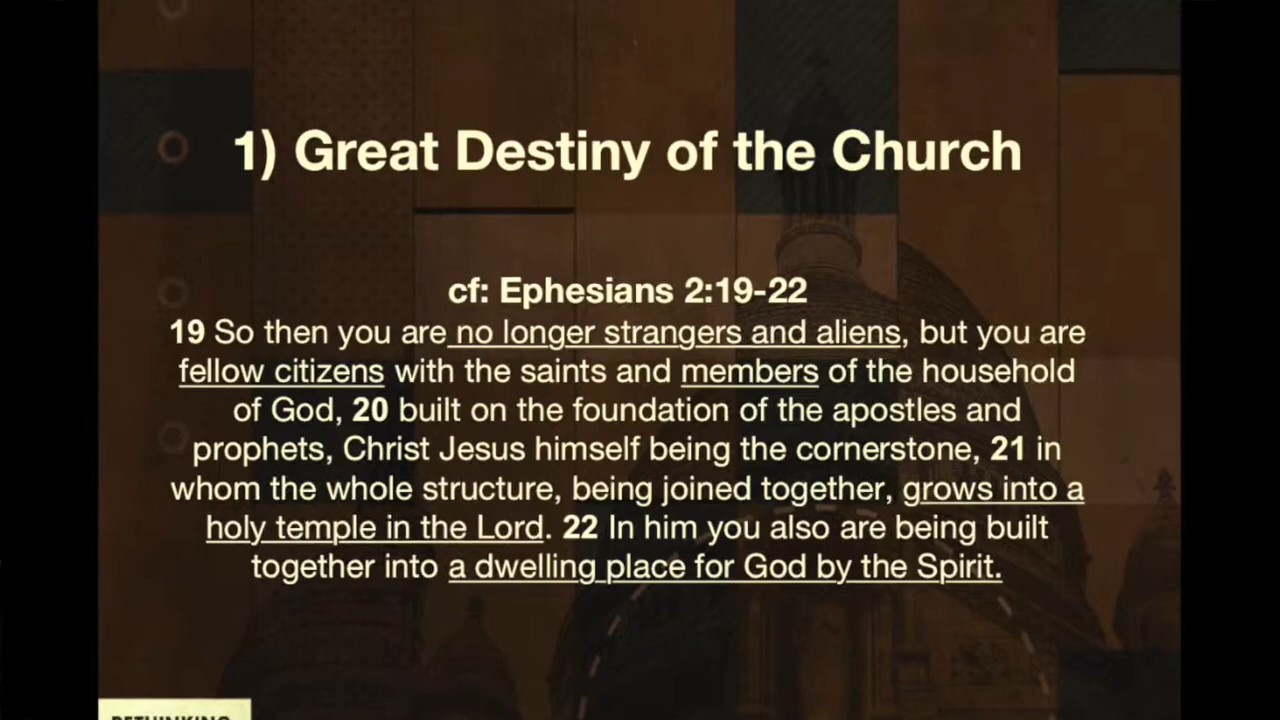 1) Great Destiny of the Church
cf: Ephesians 2:19-22
19 So then you are no longer strangers and aliens, but you are
fellow citizens with the saints and members of the household
of God, 20 built on the foundation of the apostles and
prophets, Christ Jesus himself being the cornerstone, 21 in
whom the whole structure, being joined together, grows into a
holy temple in the Lord. 22 In him you also are being built
together into a dwelling place for God by the Spirit.
RETHINKING